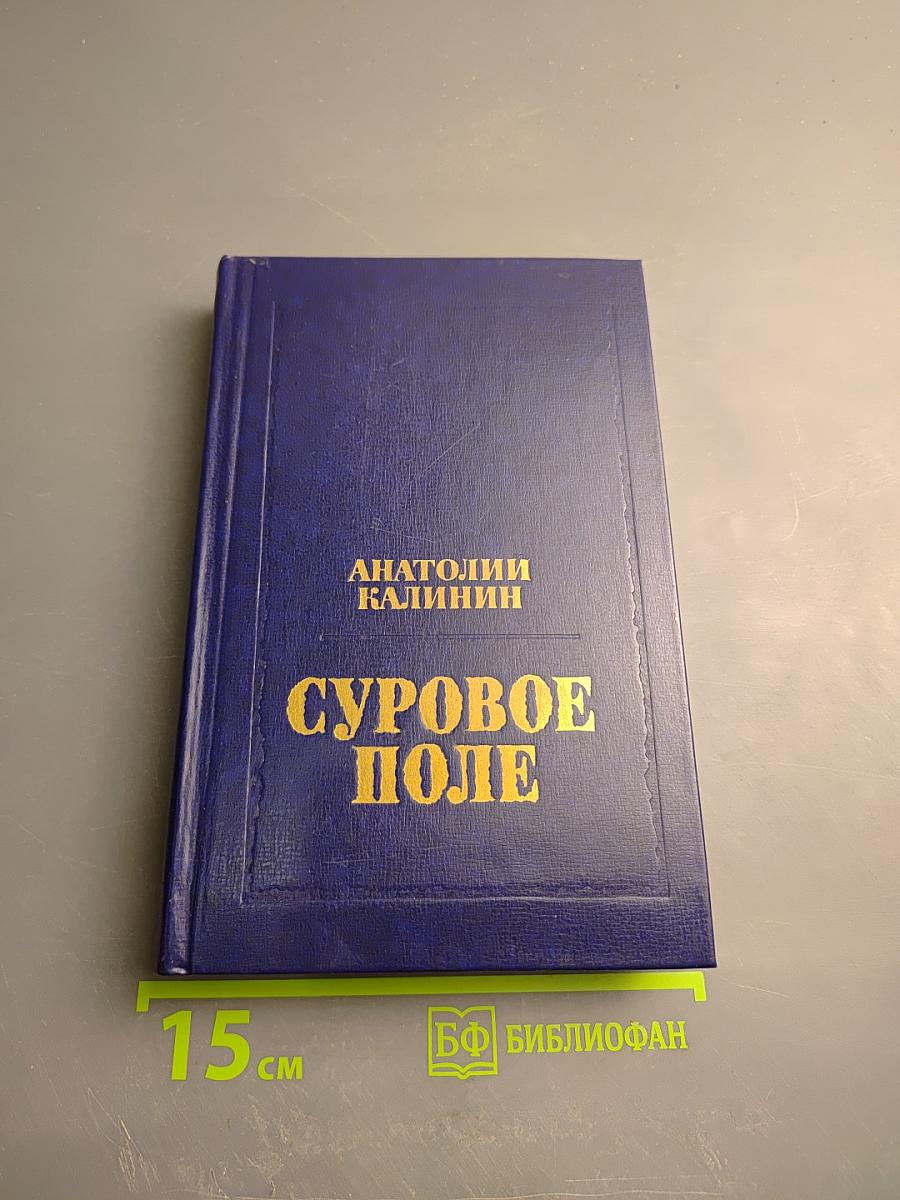 АНАТОЛИЙ
КАЛИНИН
СУРОВОЕ
ПОЛЕ
15 см
БФ БИБЛИОФАН